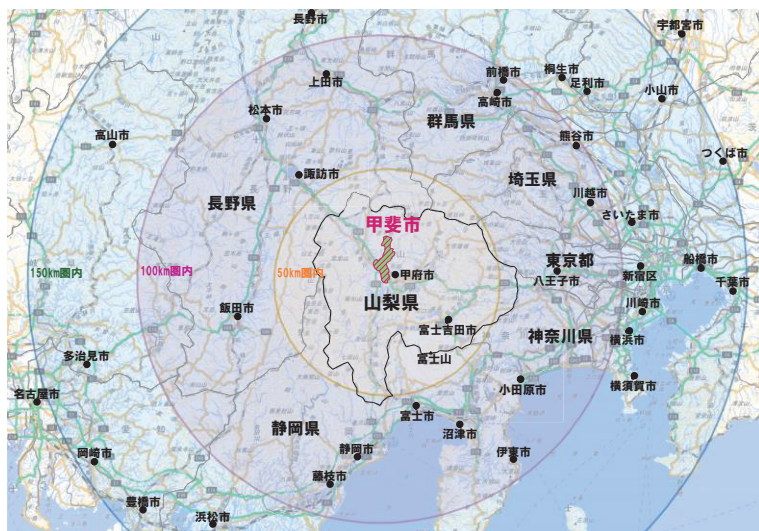 長野市
宇都宮市
上田市
前橋市
桐生市
足利市
高崎市
小山市
松本市
群馬県
高山市
熊谷市
つくば市
諏訪市
埼玉県
長野県
川越市
さいたま市
甲斐市
東京都
150km圏内
100km圏内
50km圏内
甲府市
八王子市
新宿区
船橋市
千葉市
山梨県
飯田市
富士吉田市
川崎市
神奈川県
横浜市
多治見市
富士山
名古屋市
小田原市
横須賀市
富士市
静岡県
沼津市
岡崎市
静岡市
伊東市
藤枝市
豊橋市
浜松市